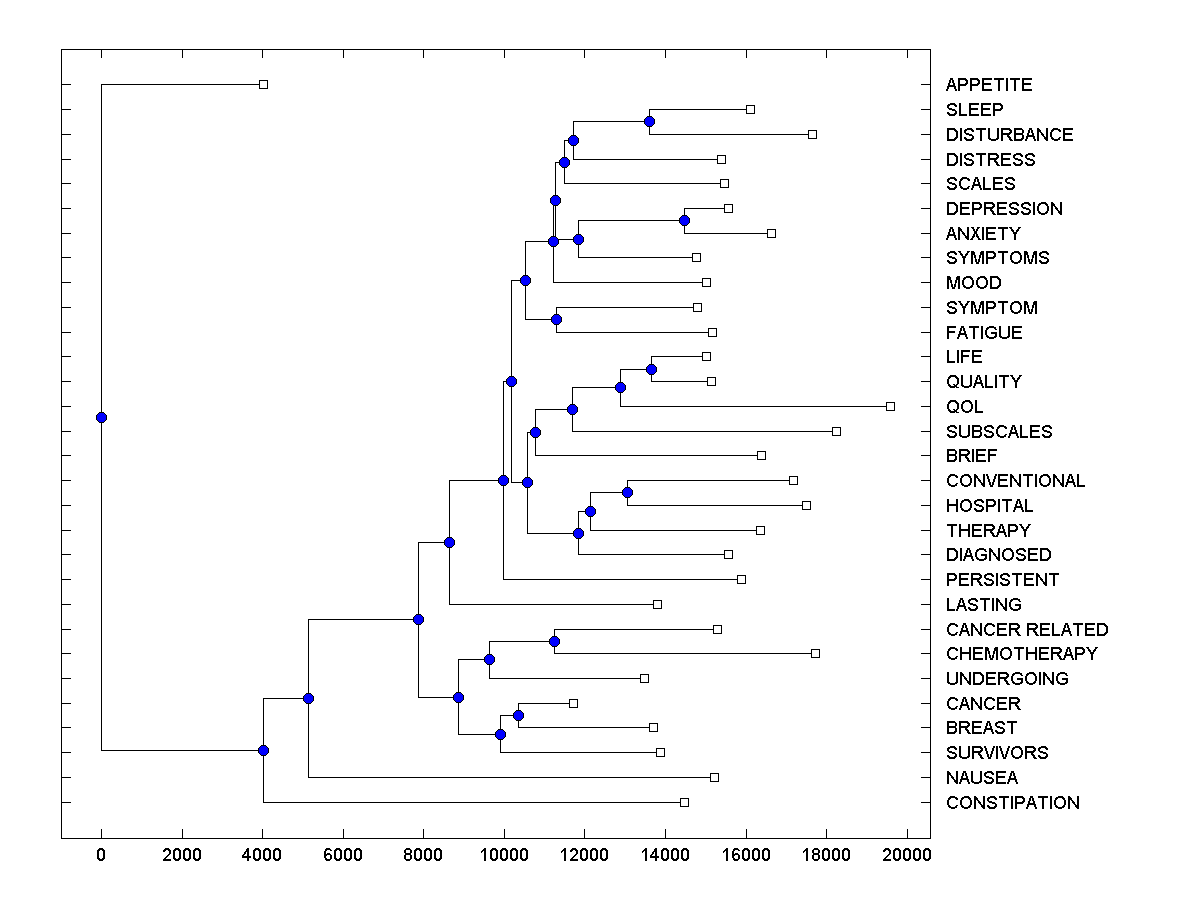 APPETITE
SLEEP
DISTURBANCE
DISTRESS
SCALES
DEPRESSION
ANXIETY
SYMPTOMS
MOOD
SYMPTOM
FATIGUE
LIFE
QUALITY
QOL
SUBSCALES
BRIEF
CONVENTIONAL
HOSPITAL
THERAPY
DIAGNOSED
PERSISTENT
LASTING
CANCER RELATED
CHEMOTHERAPY
UNDERGOING
CANCER
BREAST
SURVIVORS
NAUSEA
CONSTIPATION
0 2000 4000 6000 8000 10000 12000 14000 16000 18000 20000